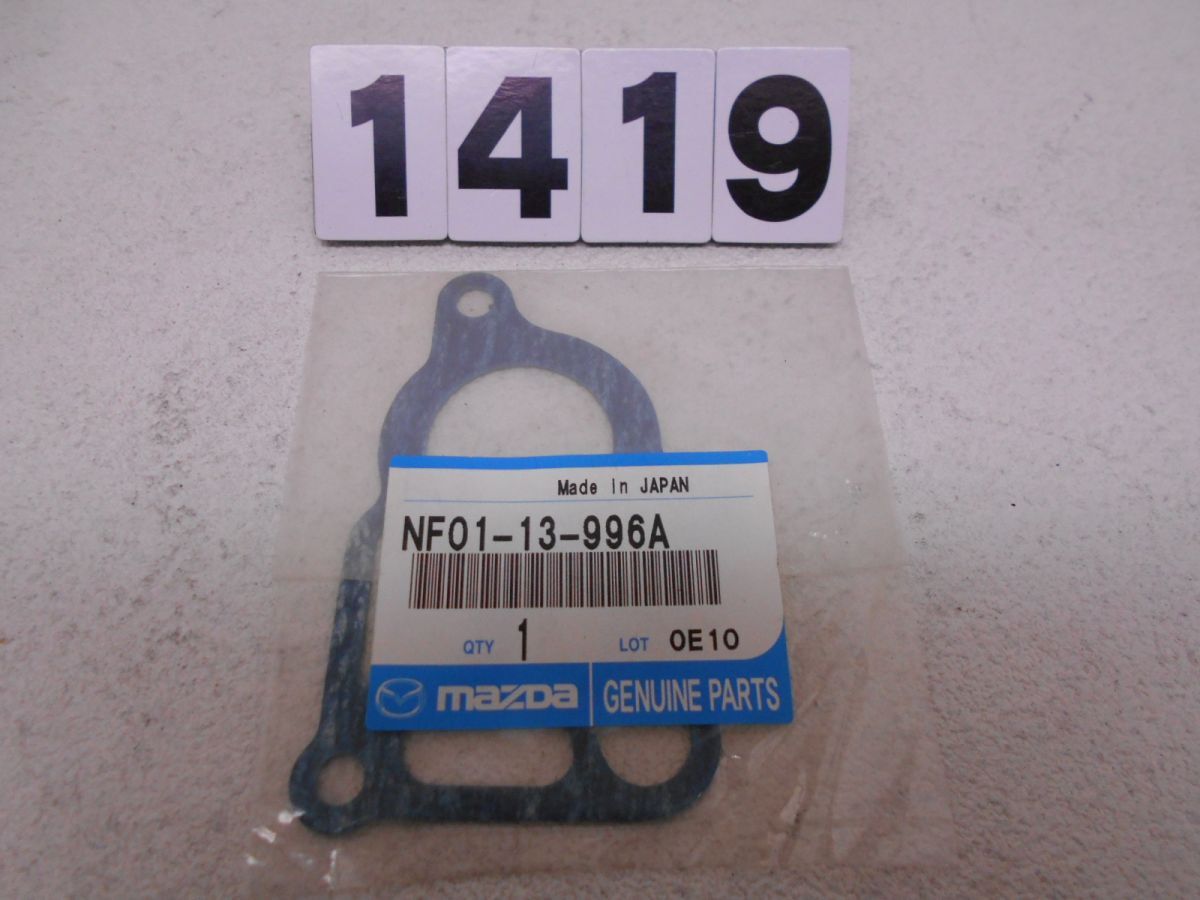 1419
Made in JAPAN
NF01-13-996A
QTY 1 LOT 0E10
mazda GENUINE PARTS